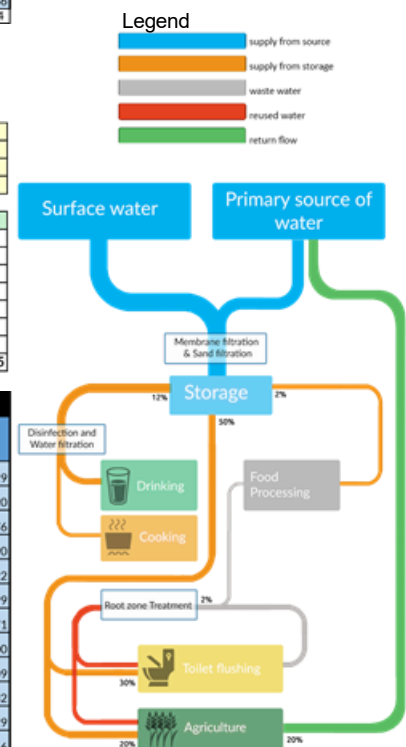 Legend
supply from source
supply from storage
waste water
reused water
return flow
Surface water
Primary source of
water
Membrane filtration
& Sand filtration
Storage
12%
2%
50%
Disinfection and
Water filtration
Drinking
Food
Processing
Cooking
Root zone Treatment
2%
Toilet flushing
30%
Agriculture
20%
20%